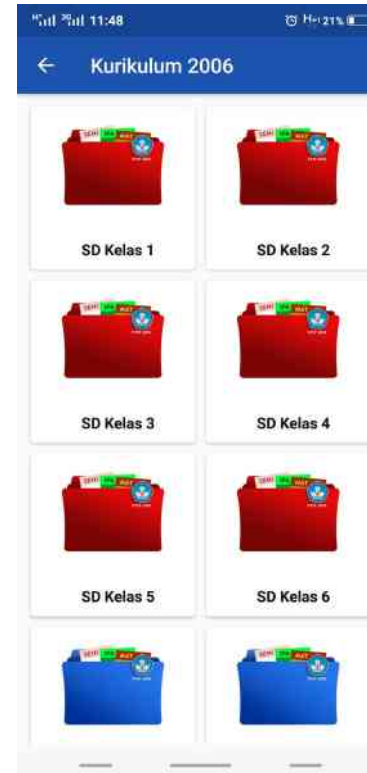 11:48
21%
Kurikulum 2006
SD Kelas 1
SD Kelas 2
SD Kelas 3
SD Kelas 4
SD Kelas 5
SD Kelas 6